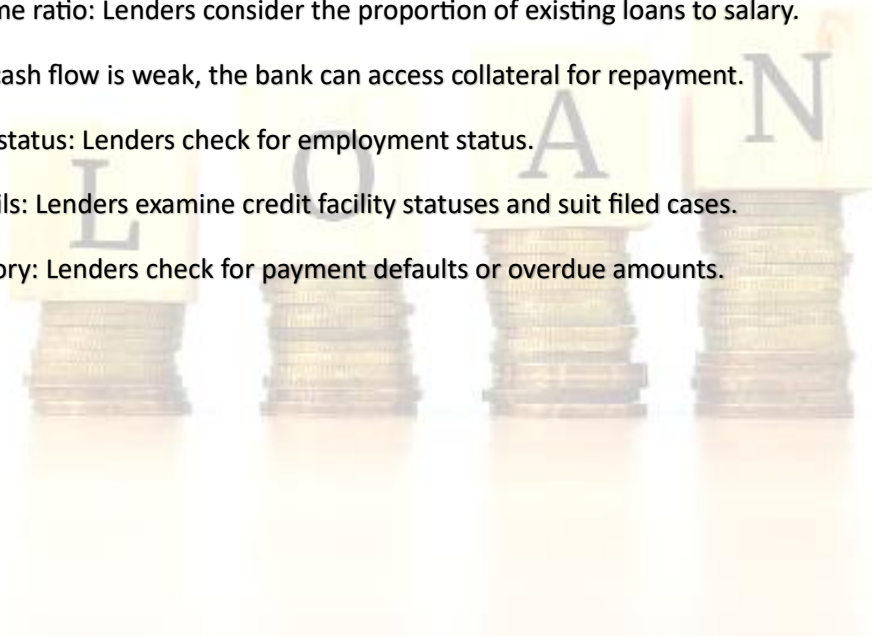 me ratio: Lenders consider the proportion of existing loans to salary.
cash flow is weak, the bank can access collateral for repayment.
status: Lenders check for employment status.
ils: Lenders examine credit facility statuses and suit filed cases.
ory: Lenders check for payment defaults or overdue amounts.
L O A N